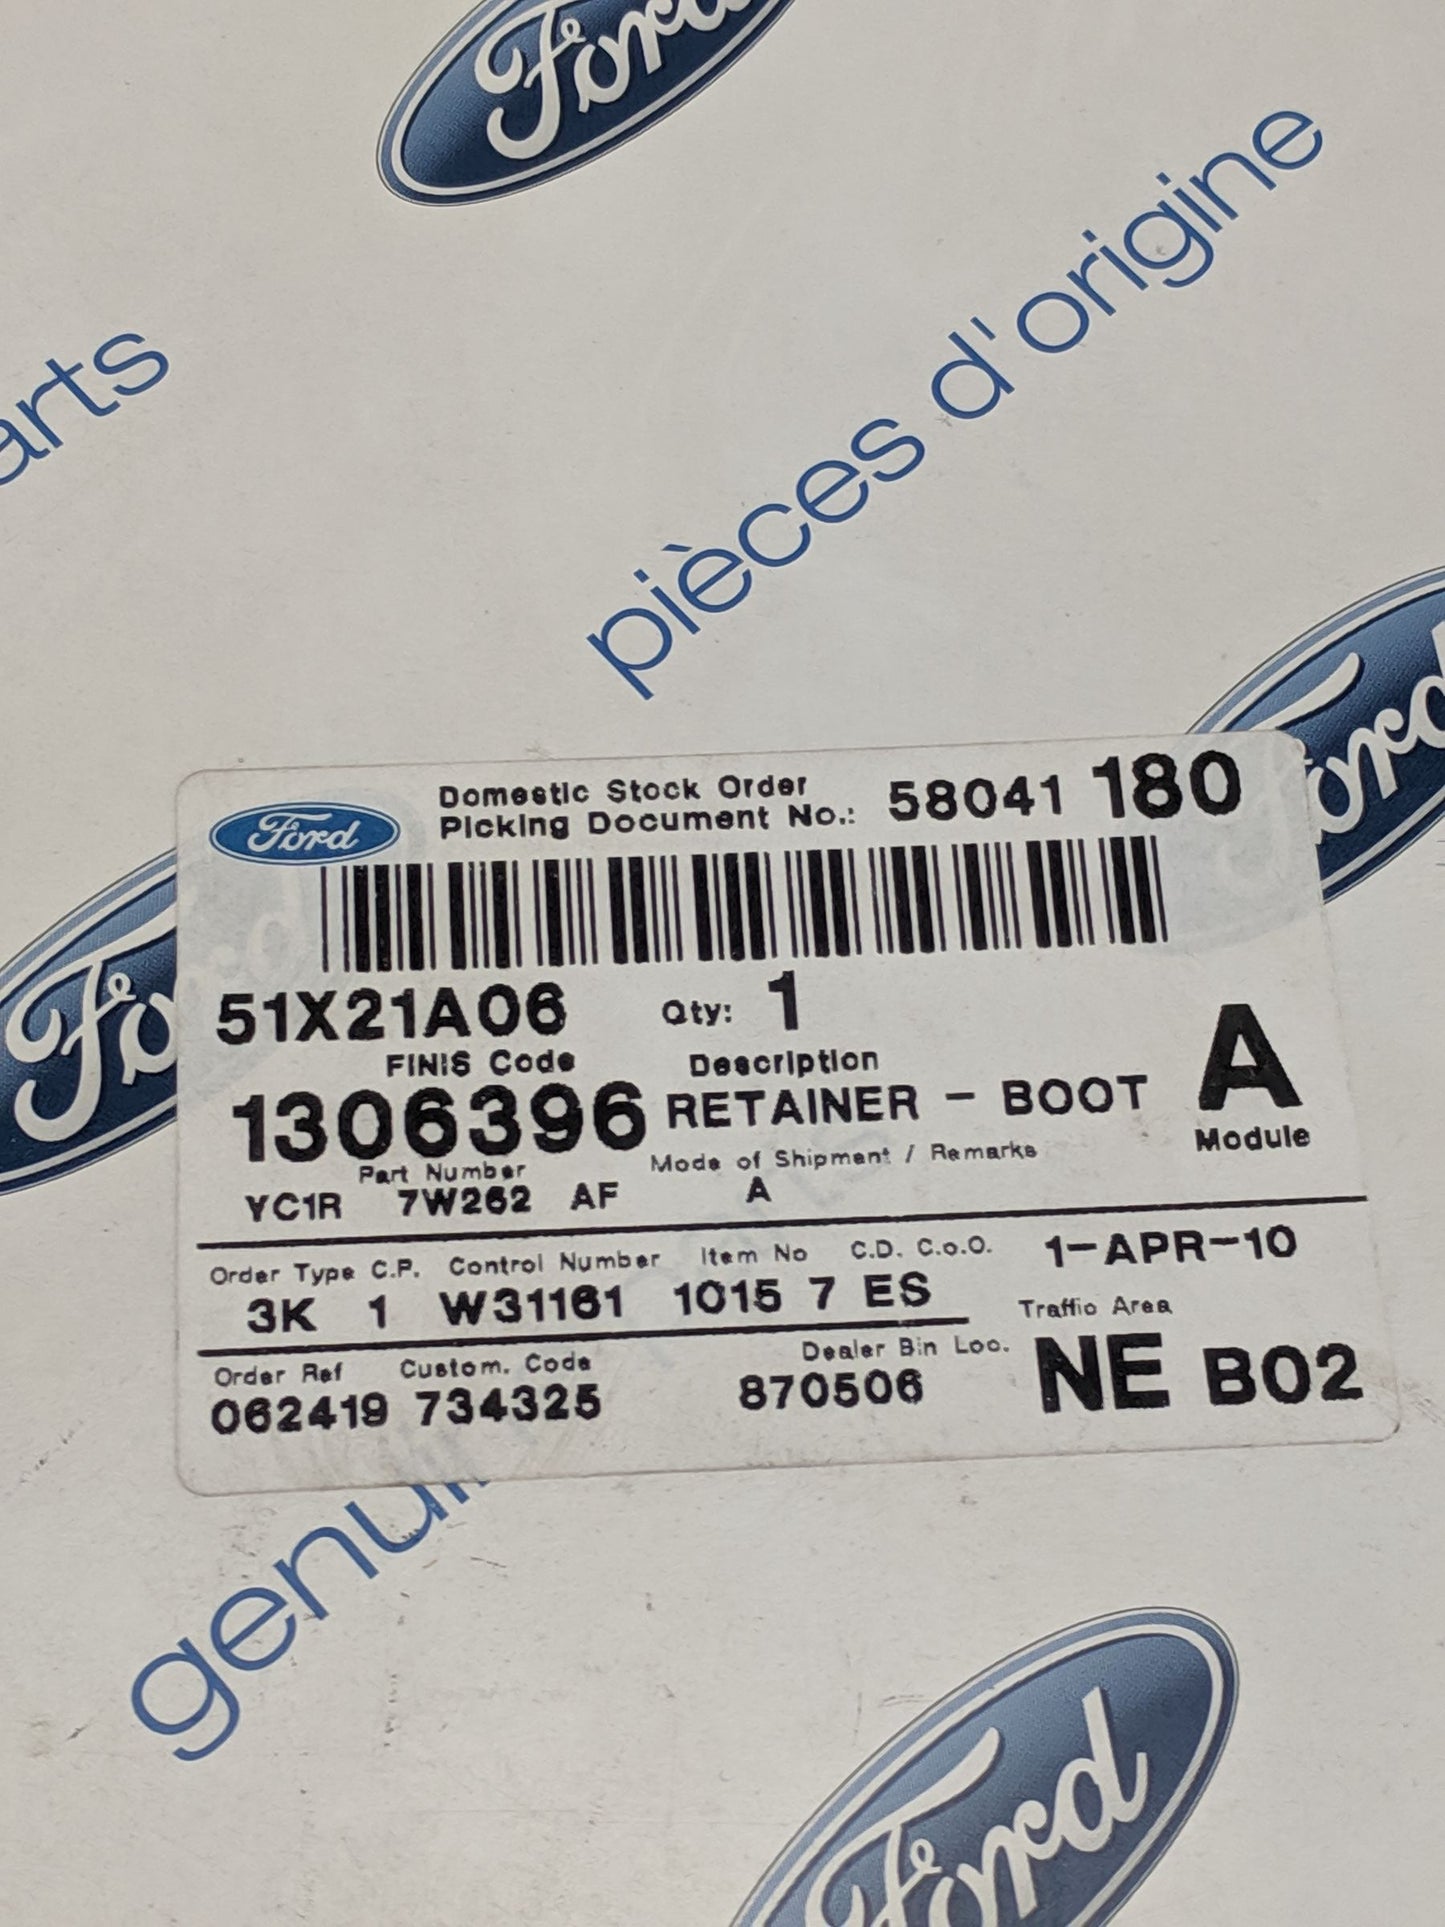 Ford
pièces d'origine
arts
Ford
Ford
Ford
Domestic Stock Order
Picking Document No.: 58041 180
51X21A06 Qty: 1
FINIS Code Description
1306396 RETAINER - BOOT A
Module
Part Number Mode of Shipment / Remarks
YC1R 7W262 AF A
Order Type C.P. Control Number Item No C.D. C.o.O. 1-APR-10
3K 1 W31161 1015 7 ES
Traffic Area
Order Ref Custom. Code Dealer Bin Loc.
062419 734325 870506 NE B02
genuin
Ford